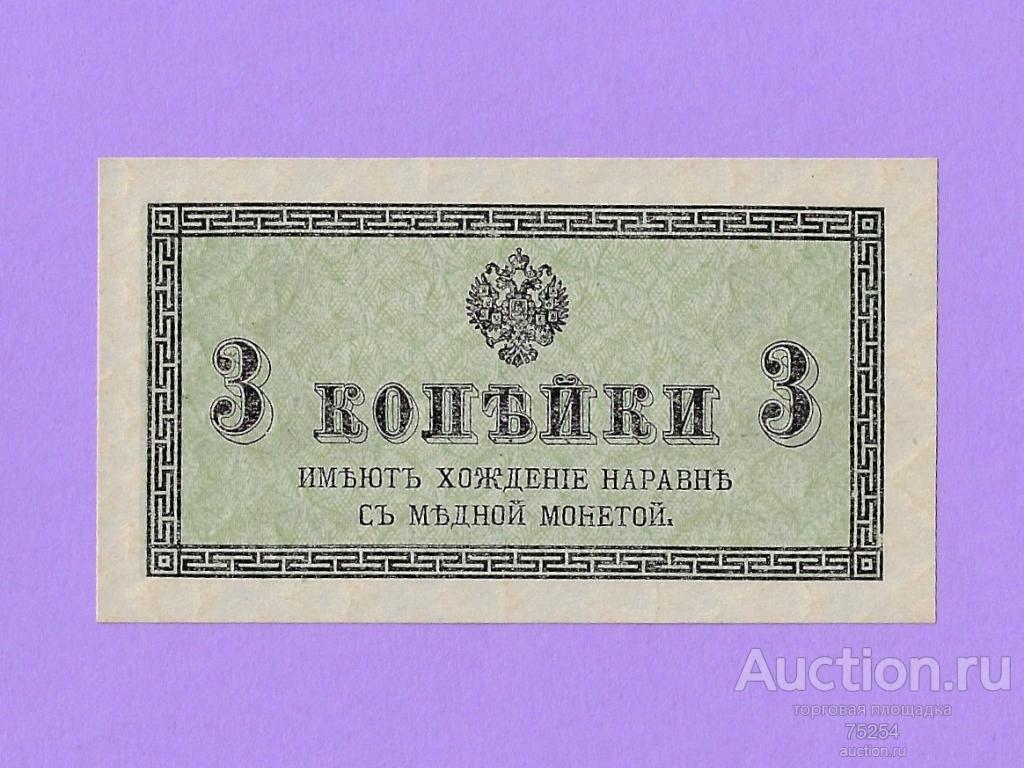 3 КОПѢЙКИ 3
ИМѢЮТЪ ХОЖДЕНІЕ НАРАВНѢ
СЪ МѢДНОЙ МОНЕТОЙ.
Auction.ru
торговая площадка
75254
auction.ru